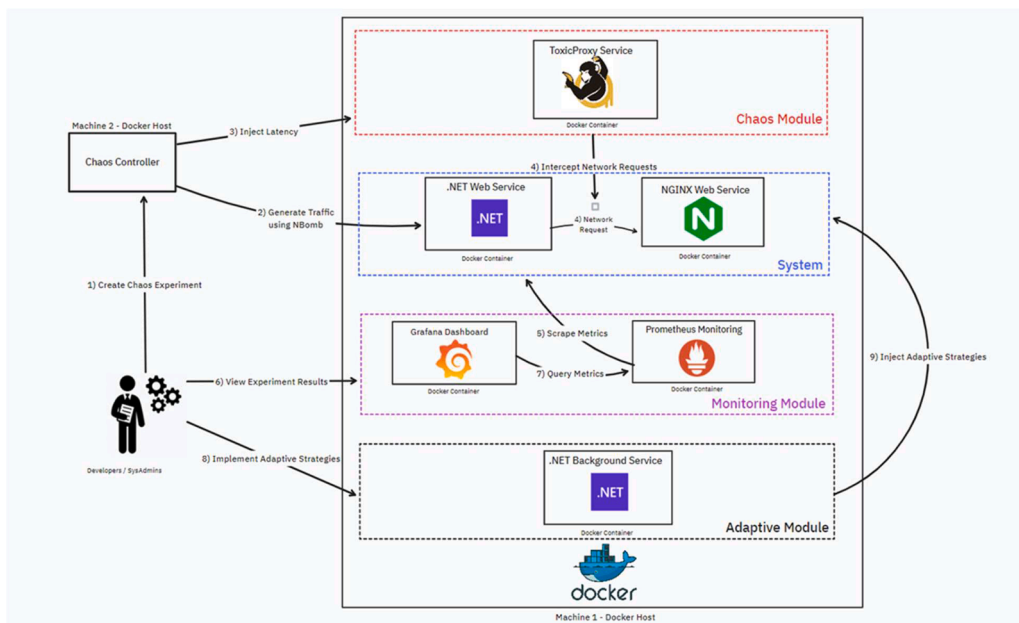 ToxicProxy Service
Docker Container
Chaos Module
Machine 2 - Docker Host
Chaos Controller
3) Inject Latency
4) Intercept Network Requests
2) Generate Traffic
using NBomb
.NET Web Service
.NET
Docker Container
4) Network
Request
NGINX Web Service
N
Docker Container
System
1) Create Chaos Experiment
5) Scrape Metrics
Grafana Dashboard
Docker Container
7) Query Metrics
Prometheus Monitoring
Docker Container
Monitoring Module
9) Inject Adaptive Strategies
6) View Experiment Results
Developers / SysAdmins
8) Implement Adaptive Strategies
.NET Background Service
.NET
Docker Container
Adaptive Module
docker
Machine 1 - Docker Host